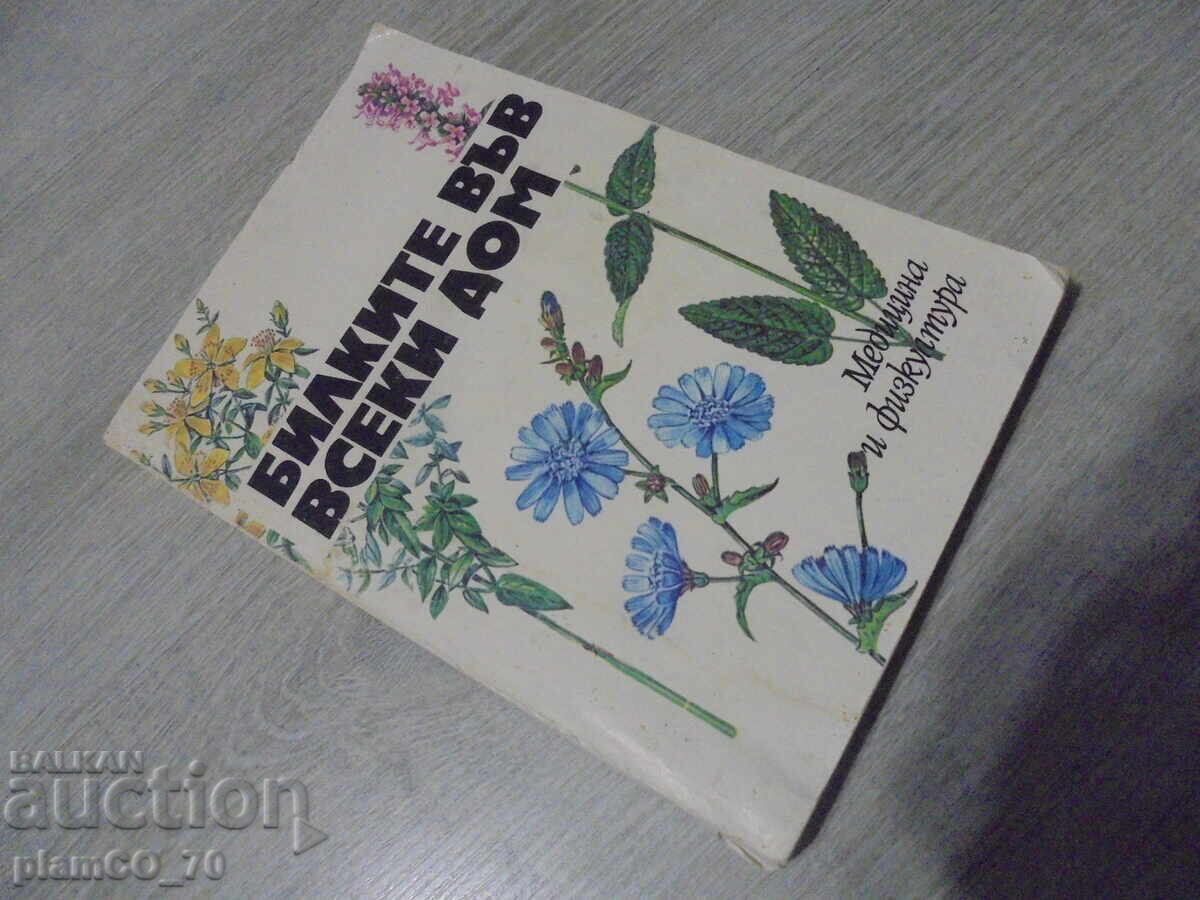 БИЛКИТЕ ВЪВ
ВСЕКИ ДОМ
Медицина
и физкултура
BALKAN
auction
plamCO_70